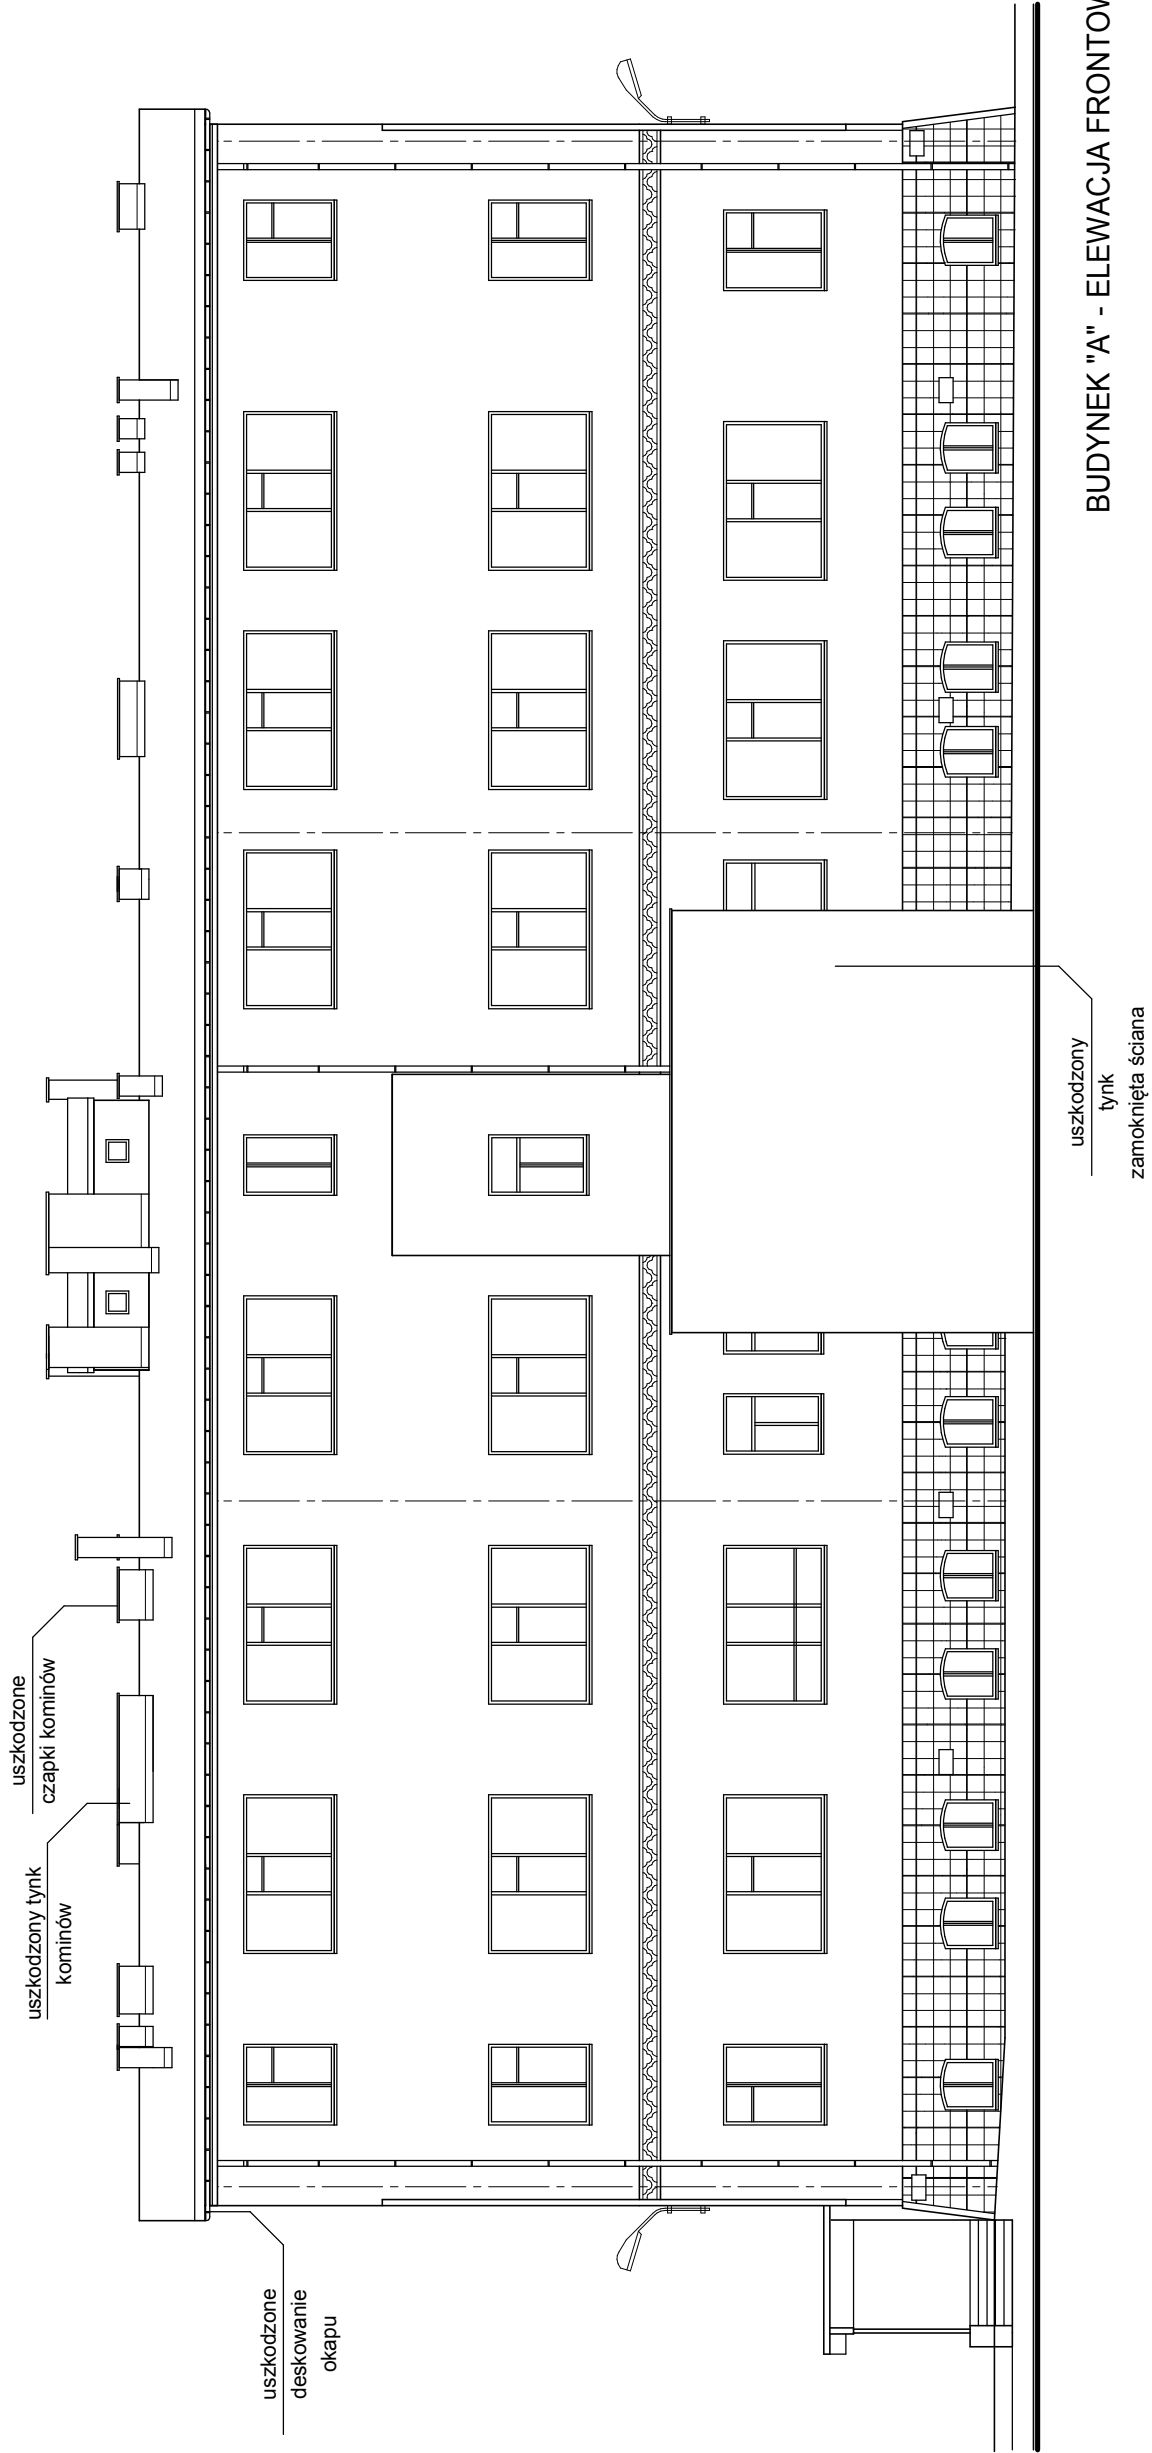 uszkodzone
deskowanie
okapu
uszkodzony tynk
kominów
uszkodzone
czapki kominów
uszkodzony
tynk
zamoknięta ściana
BUDYNEK "A" - ELEWACJA FRONTOW